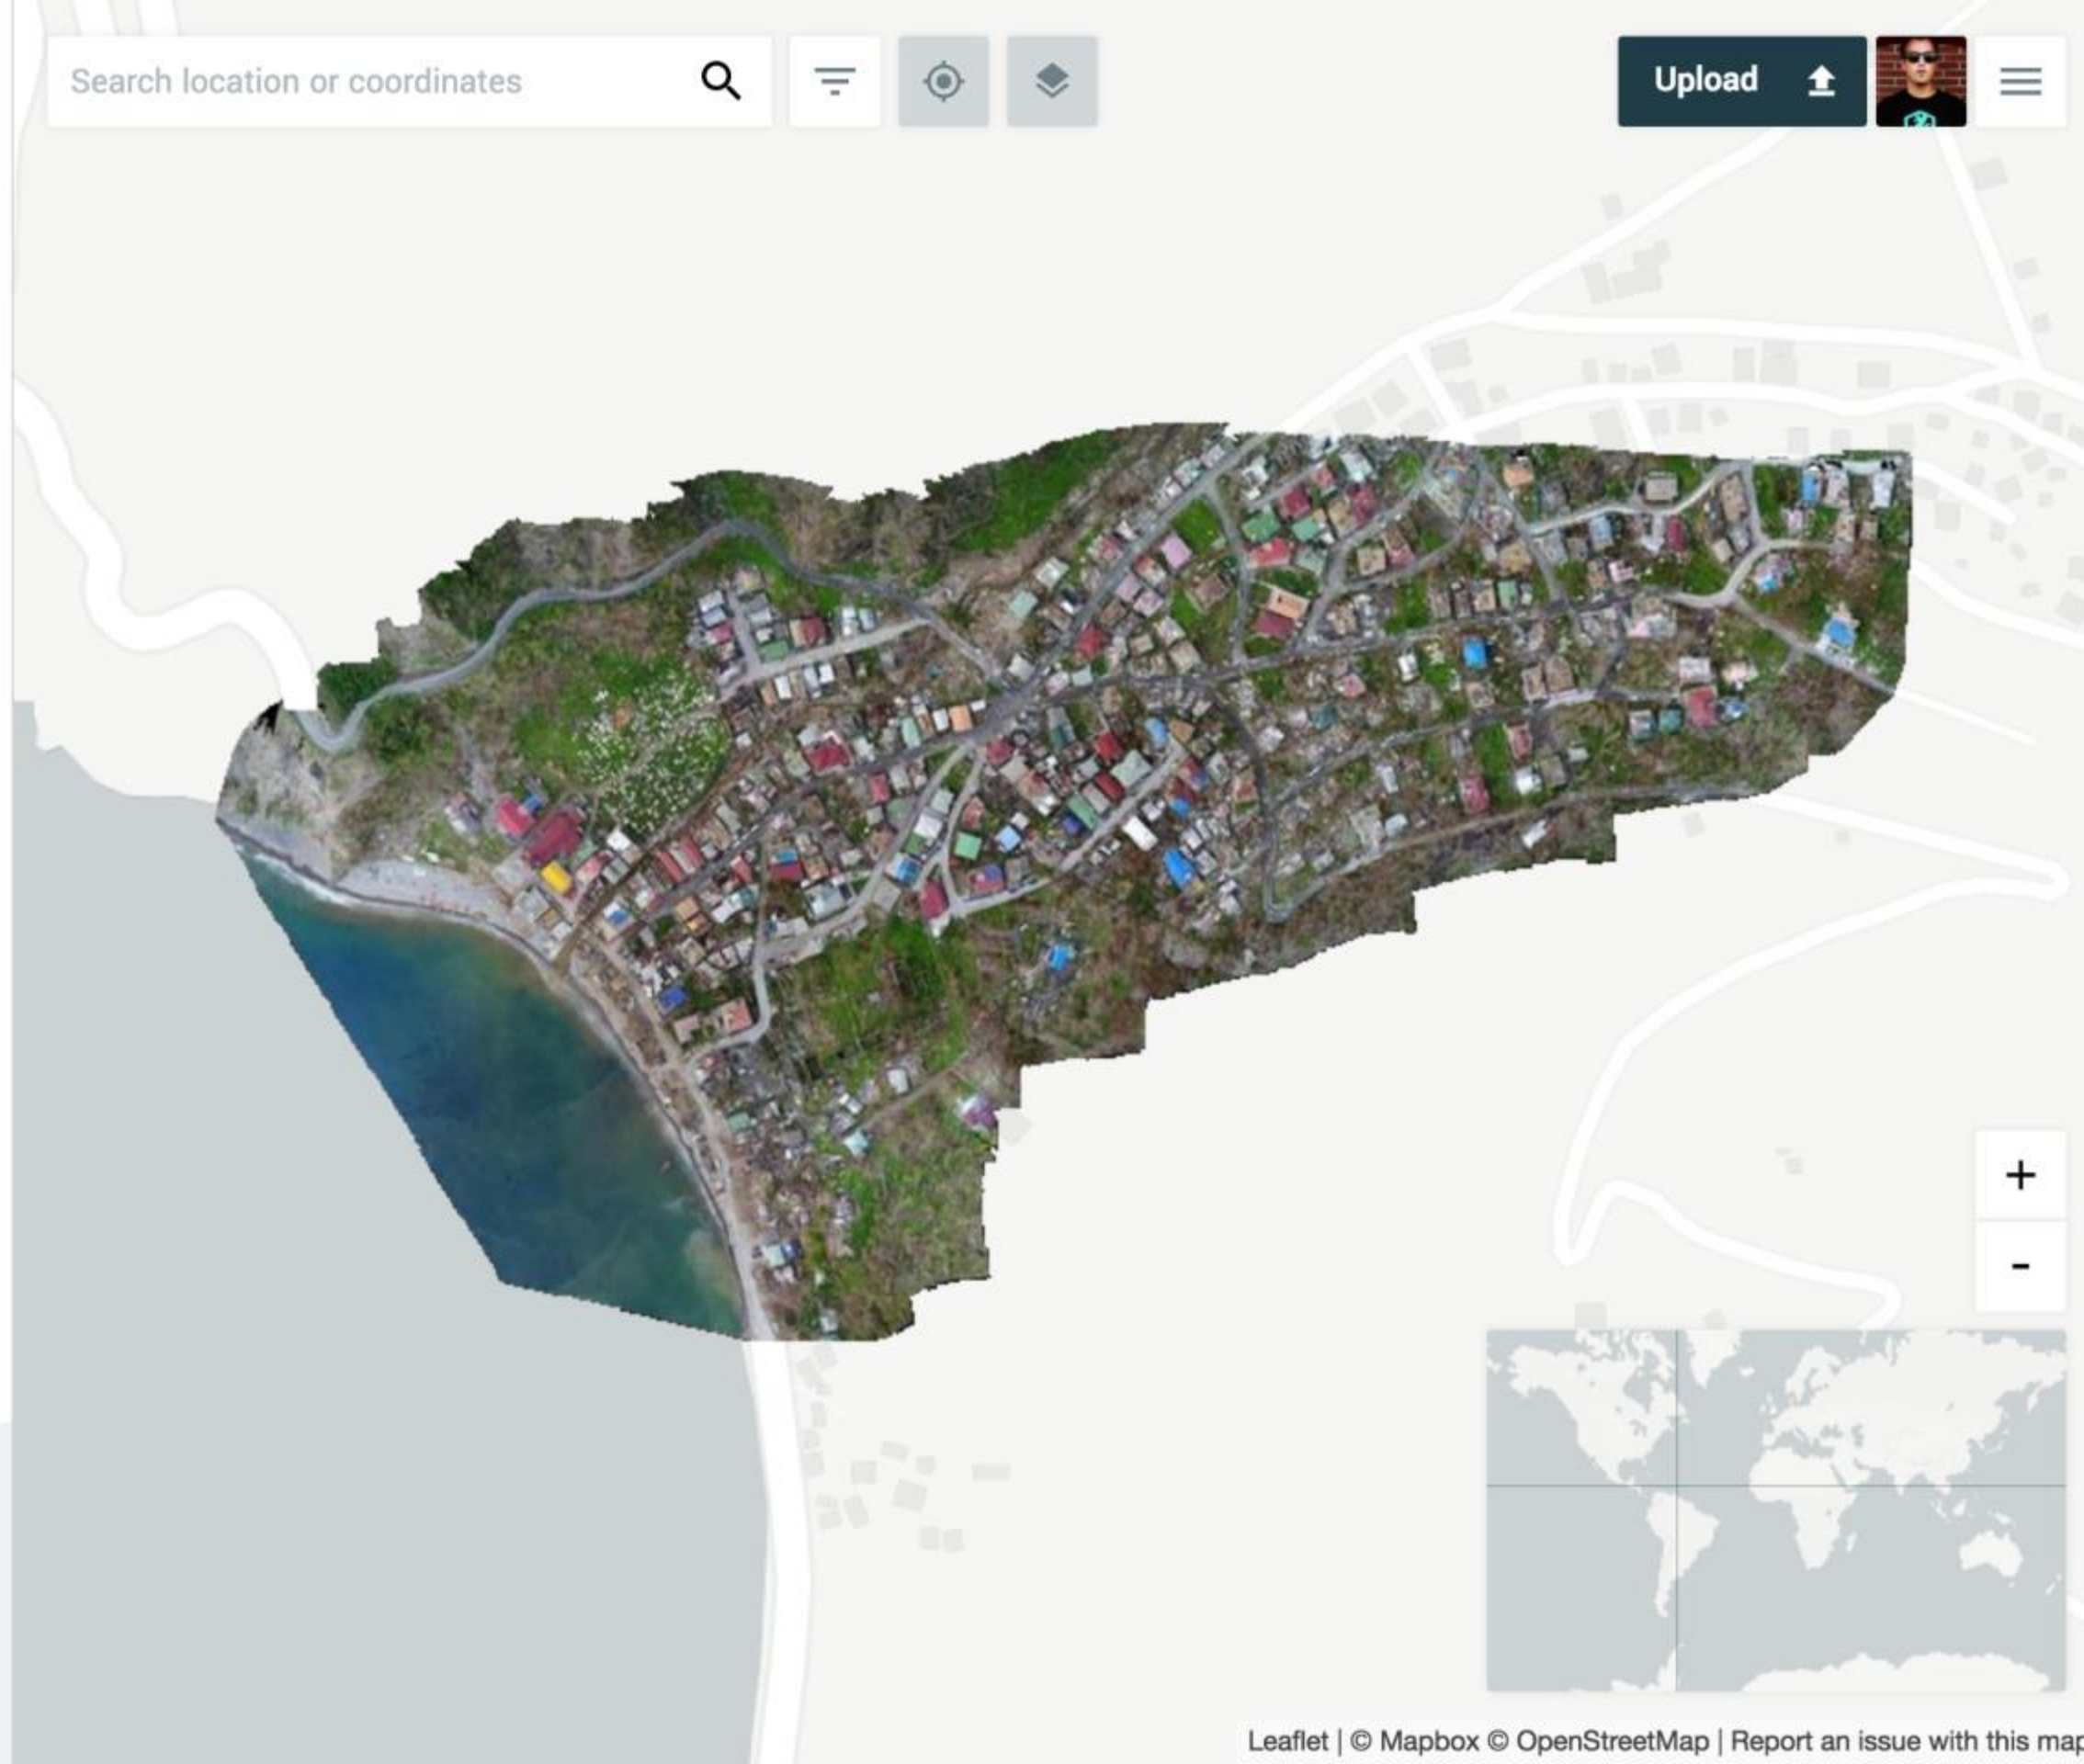 Search location or coordinates
Upload
+
-
Leaflet | © Mapbox © OpenStreetMap | Report an issue with this map